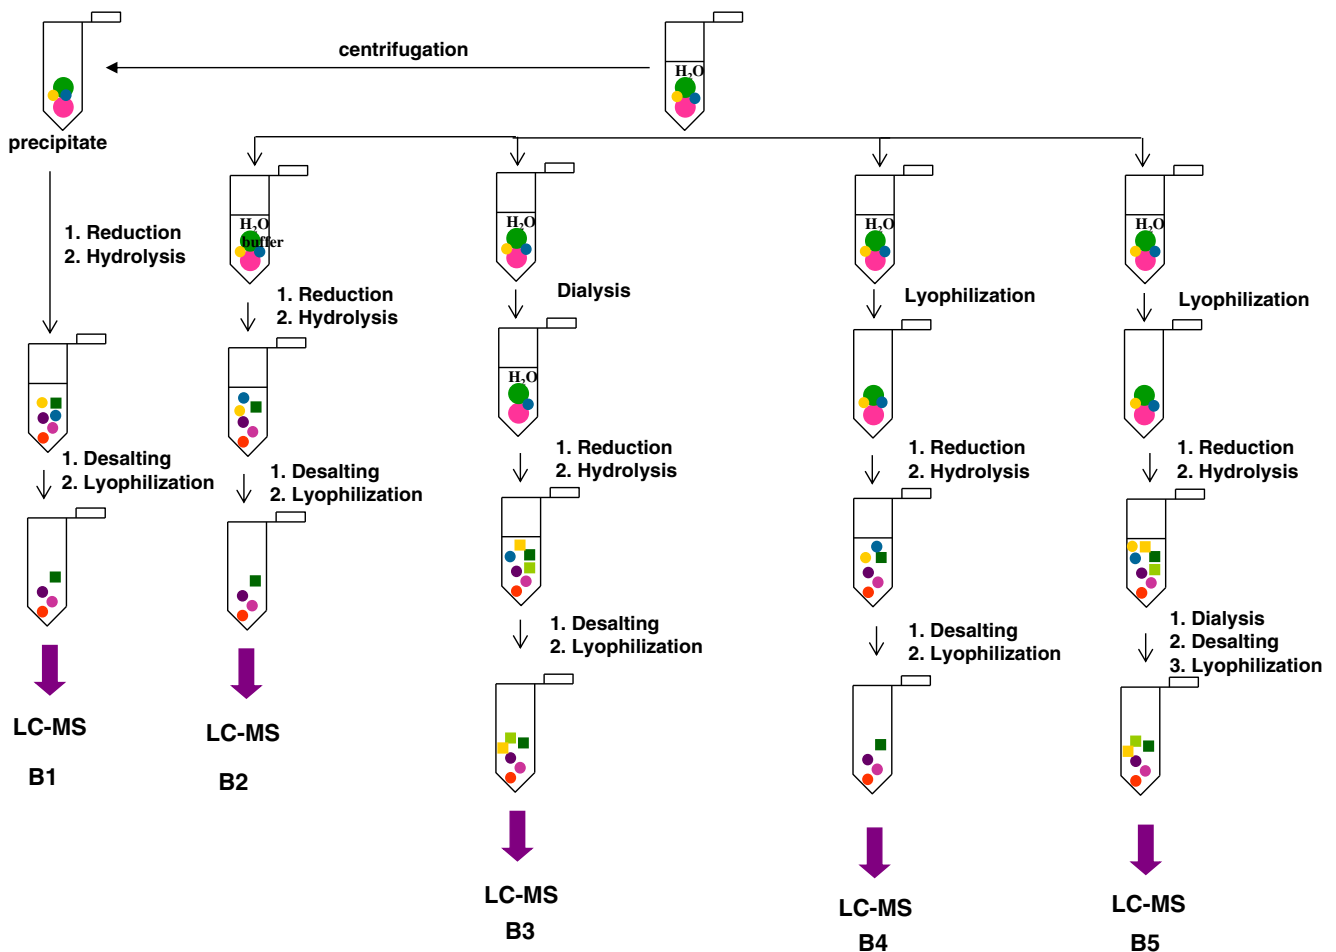 centrifugation
H2O
precipitate
1. Reduction
2. Hydrolysis
H2O
buffer
1. Reduction
2. Hydrolysis
H2O
Dialysis
H2O
Lyophilization
H2O
Lyophilization
H2O
1. Reduction
2. Hydrolysis
1. Reduction
2. Hydrolysis
1. Reduction
2. Hydrolysis
1. Desalting
2. Lyophilization
1. Desalting
2. Lyophilization
1. Desalting
2. Lyophilization
1. Desalting
2. Lyophilization
1. Dialysis
2. Desalting
3. Lyophilization
LC-MS
B1
LC-MS
B2
LC-MS
B3
LC-MS
B4
LC-MS
B5